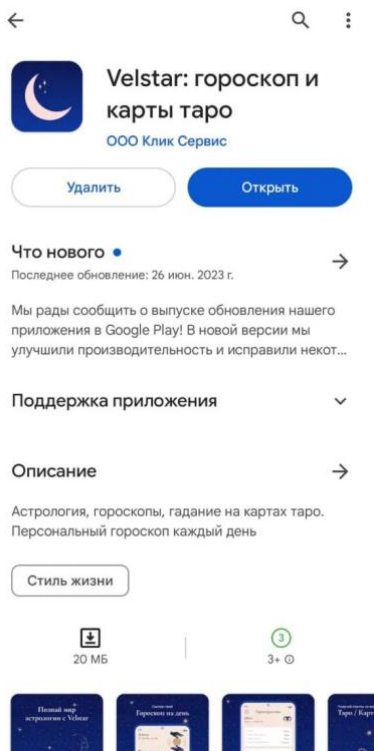 Velstar: гороскоп и
карты таро
ООО Клик Сервис
Удалить
Открыть
Что нового
Последнее обновление: 26 июн. 2023 г.
Мы рады сообщить о выпуске обновления нашего
приложения в Google Play! В новой версии мы
улучшили производительность и исправили некот...
Поддержка приложения
Описание
Астрология, гороскопы, гадание на картах таро.
Персональный гороскоп каждый день
Стиль жизни
20 МБ
3
3+
Познай мир
астрологии с Velstar
Гороскоп на день
Таро / Карт